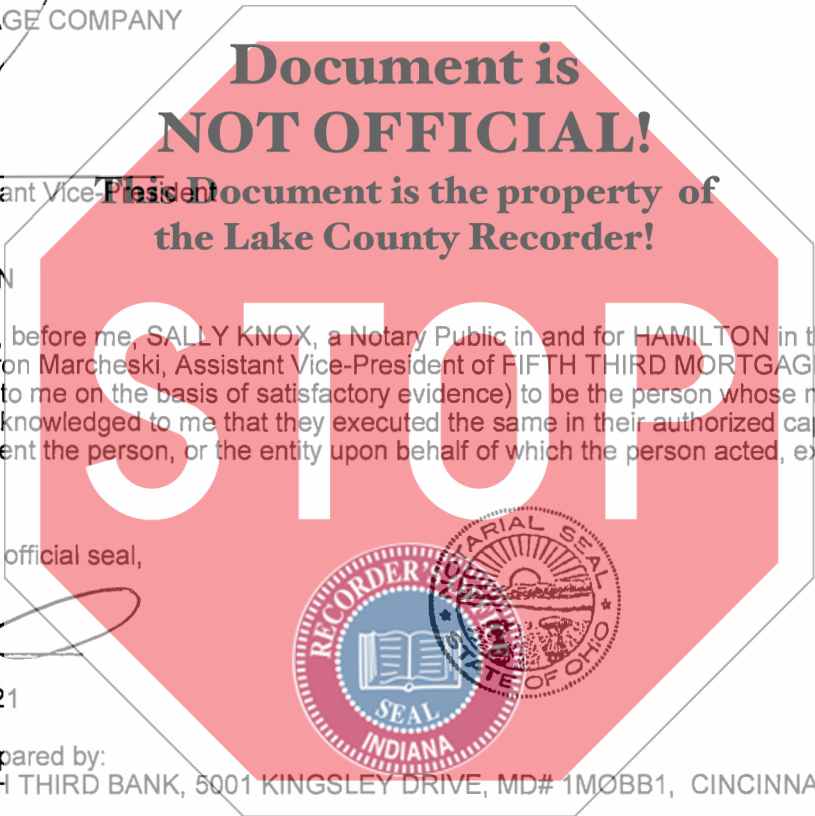 GE COMPANY
Document is
NOT OFFICIAL!
ant Vice-President
This Document is the property of
the Lake County Recorder!
N
STOP
, before me, SALLY KNOX, a Notary Public in and for HAMILTON in t
on Marcheski, Assistant Vice-President of FIFTH THIRD MORTGAG
to me on the basis of satisfactory evidence) to be the person whose
knowledged to me that they executed the same in their authorized ca
ent the person, or the entity upon behalf of which the person acted, ex
official seal,
RECORDER'S OFFICE
SEAL
INDIANA
ARIAL SEAL
STATE OF OHIO
21
pared by:
H THIRD BANK, 5001 KINGSLEY DRIVE, MD# 1MOBB1, CINCINNA